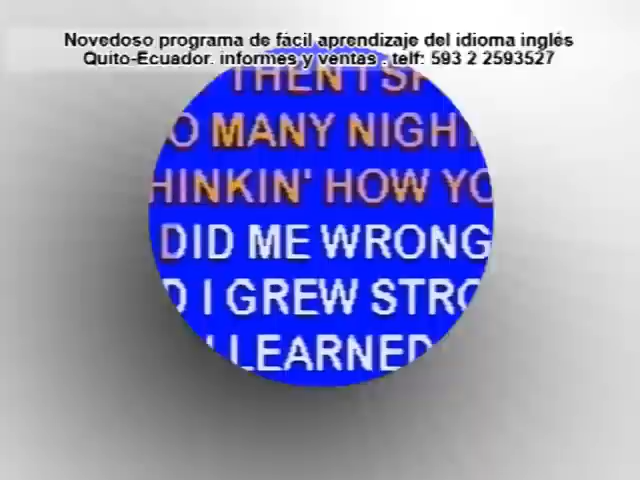 Novedoso programa de fácil aprendizaje del idioma inglés
Quito-Ecuador. informes y ventas . telf: 593 2 2593527
THEN I SP
O MANY NIGHT
HINKIN' HOW YO
DID ME WRONG
D I GREW STRO
I LEARNED